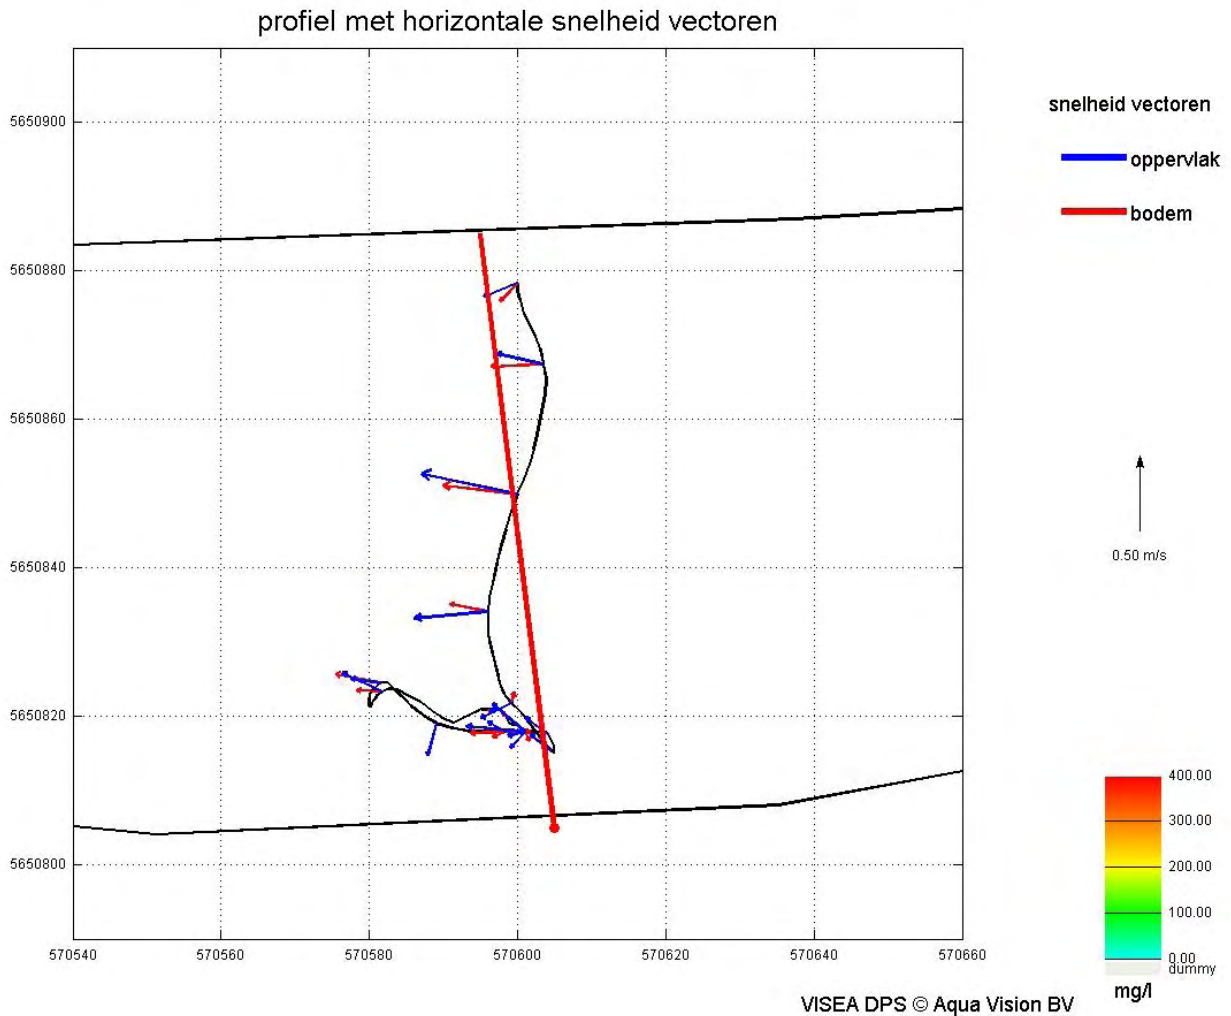 profiel met horizontale snelheid vectoren
snelheid vectoren
oppervlak
bodem
5650900
5650880
5650860
5650840
5650820
5650800
570540
570560
570580
570600
570620
570640
570660
0.50 m/s
400.00
300.00
200.00
100.00
0.00
dummy
mg/l
VISEA DPS © Aqua Vision BV